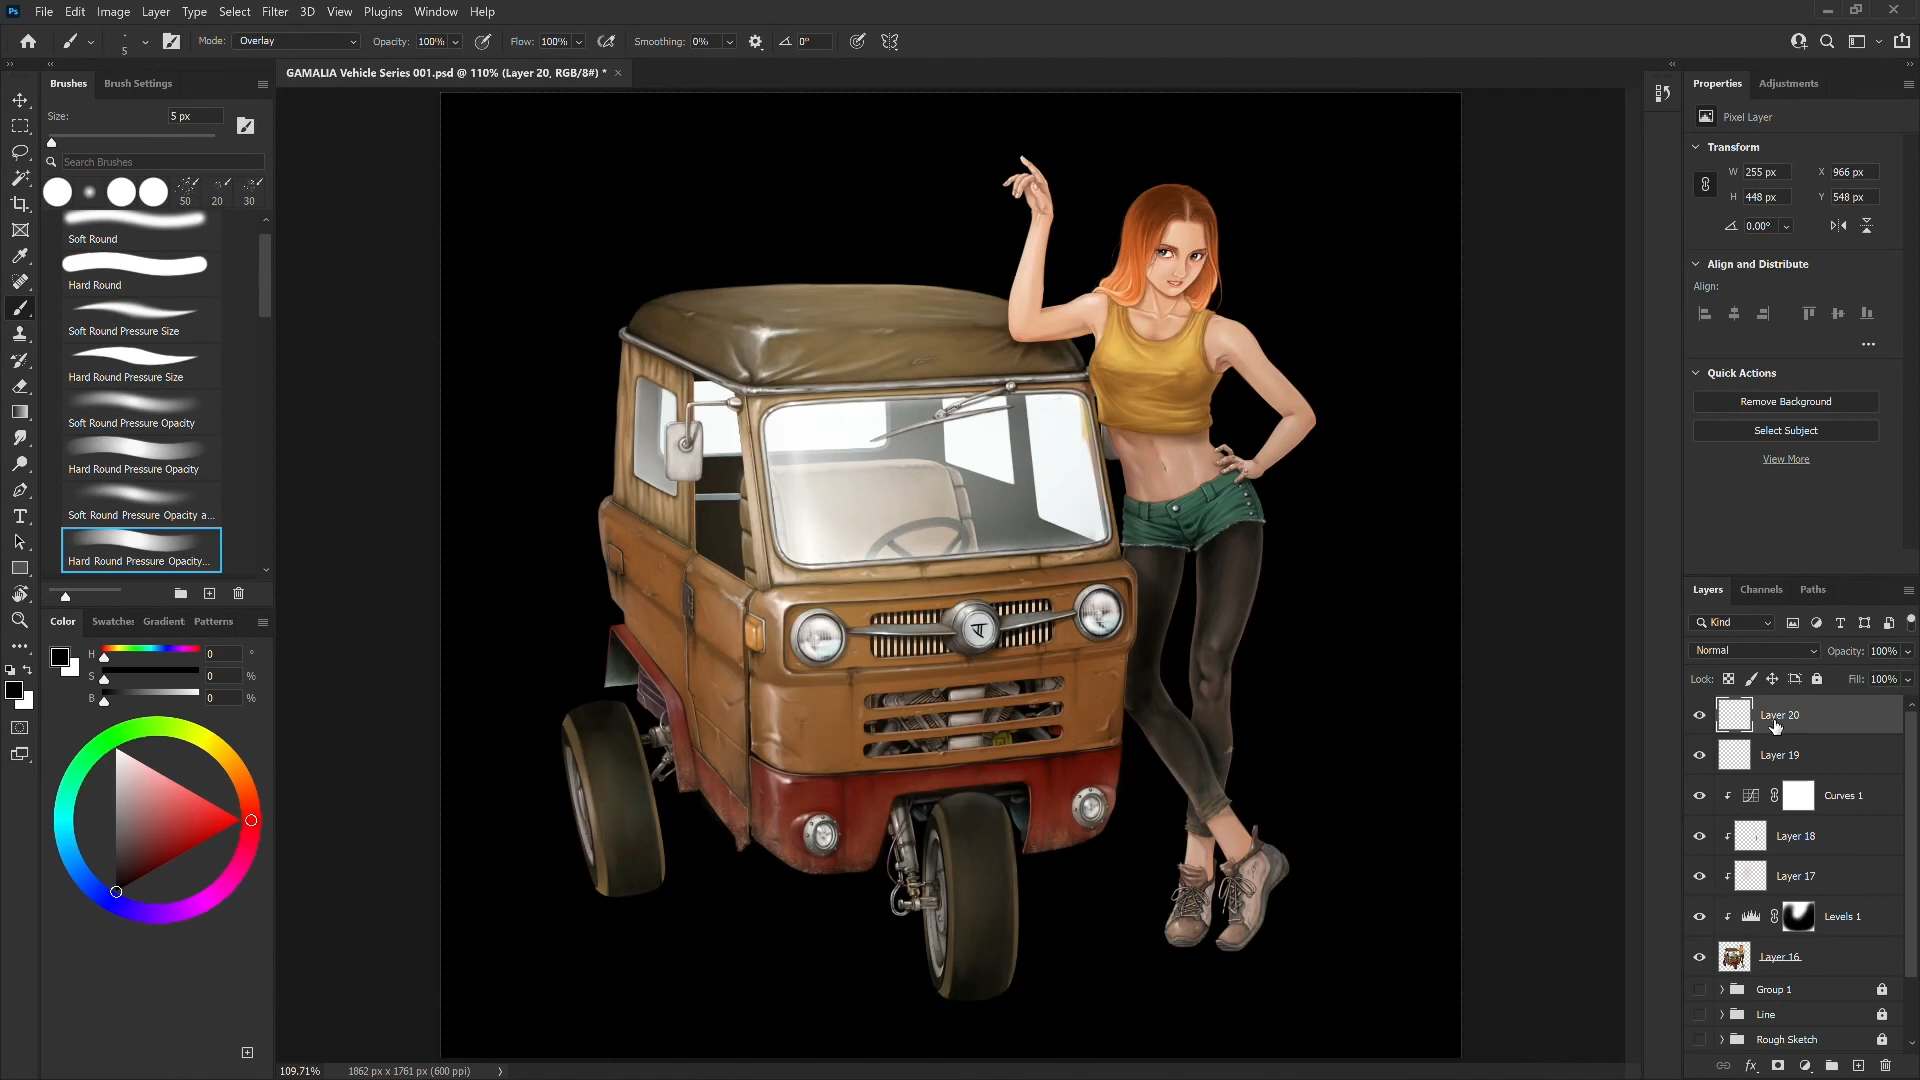 Ps File Edit Image Layer Type Select Filter 3D View Plugins Window Help
5 Mode: Overlay Opacity: 100% Flow: 100% Smoothing: 0% 0°
GAMALIA Vehicle Series 001.psd @ 110% (Layer 20, RGB/8#) *
Brushes Brush Settings
Size: 5 px
Search Brushes
50 20 30
Soft Round
Hard Round
Soft Round Pressure Size
Hard Round Pressure Size
Soft Round Pressure Opacity
Hard Round Pressure Opacity
Soft Round Pressure Opacity a...
Hard Round Pressure Opacity...
Color Swatches Gradient Patterns
H 0 °
S 0 %
B 0 %
109.71% 1862 px x 1761 px (600 ppi)
Properties Adjustments
Pixel Layer
Transform
W 255 px X 966 px
H 448 px Y 548 px
0.00°
Align and Distribute
Align:
Quick Actions
Remove Background
Select Subject
View More
Layers Channels Paths
Kind
Normal Opacity: 100%
Lock: Fill: 100%
Layer 20
Layer 19
Curves 1
Layer 18
Layer 17
Levels 1
Layer 16
Group 1
Line
Rough Sketch